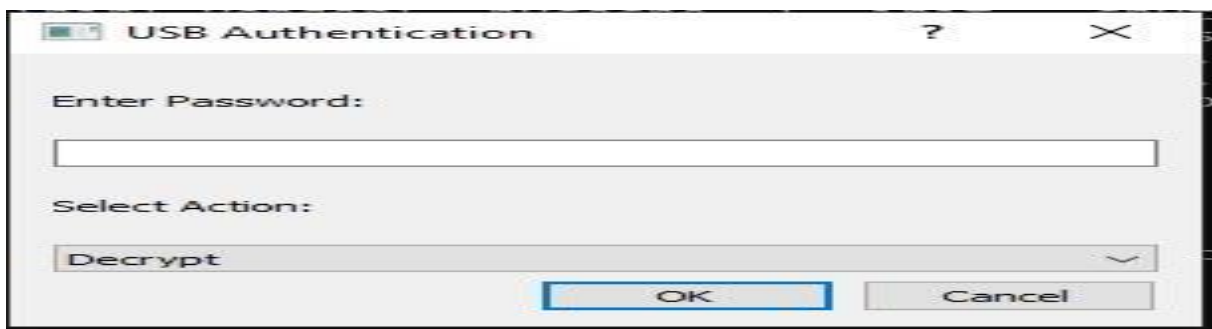 USB Authentication ?
Enter Password:
Select Action:
Decrypt
OK Cancel